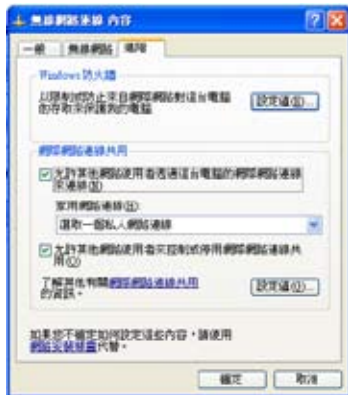 無線網路連線 內容
一般
無線網路
進階
Windows 防火牆
以限制或防止來自網際網路對這台電腦
的存取來保護我的電腦
設定值(E)...
網際網路連線共用
允許其他網路使用者透過這台電腦的網際網路連線
來連線(N)
家用網路連線(H):
選取一個私人網路連線
允許其他網路使用者來控制或停用網際網路連線共
用(O)
了解其他有關網際網路連線共用
的資訊。
設定值(G)...
如果您不確定如何設定這些內容，請使用
網路安裝精靈代替。
確定
取消